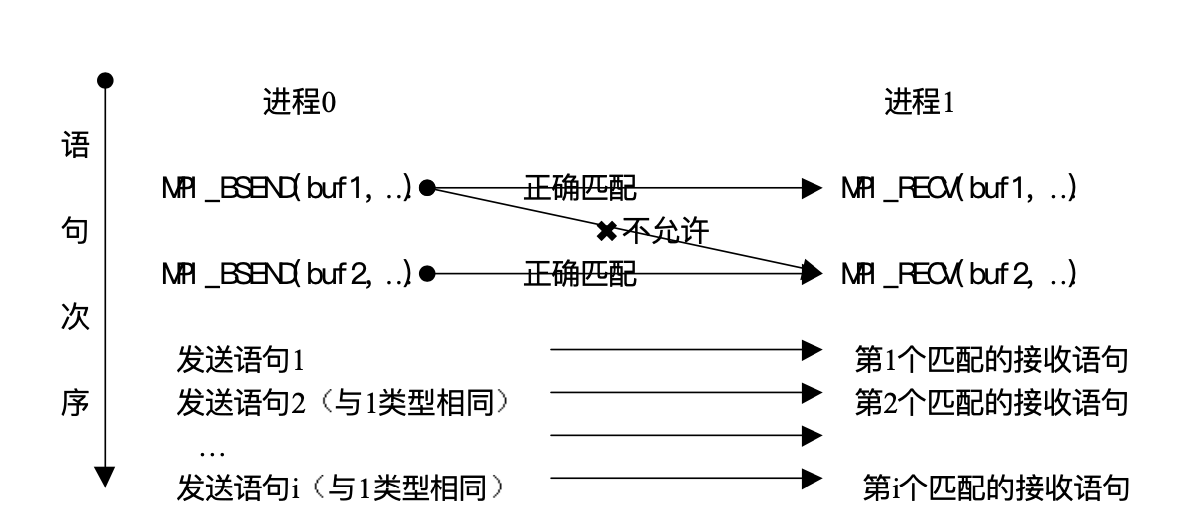 进程0 进程1
语
MPI_BSEND(buf1, ..) 正确匹配 MPI_RECV(buf1, ..)
句 不允许
MPI_BSEND(buf2, ..) 正确匹配 MPI_RECV(buf2, ..)
次
发送语句1 第1个匹配的接收语句
序 发送语句2（与1类型相同） 第2个匹配的接收语句
…
发送语句i（与1类型相同） 第i个匹配的接收语句